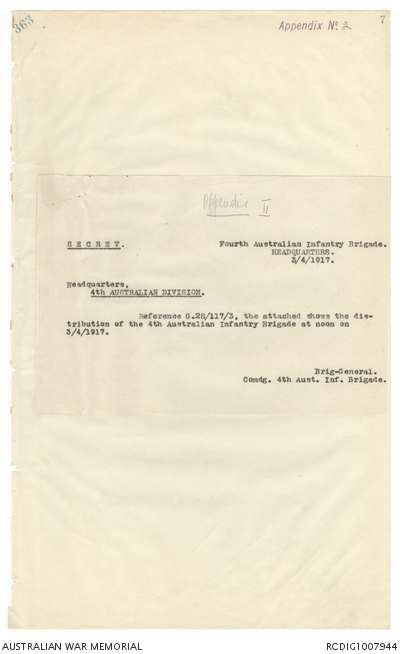 363
Appendix No. 2
7
Appendix II
SECRET.
Fourth Australian Infantry Brigade.
HEADQUARTERS.
3/4/1917.
Headquarters,
4th AUSTRALIAN DIVISION.
Reference G.28/117/3, the attached shows the dis-
tribution of the 4th Australian Infantry Brigade at noon on
3/4/1917.
Brig-General.
Comdg. 4th Aust. Inf. Brigade.
AUSTRALIAN WAR MEMORIAL
RCDIG1007944